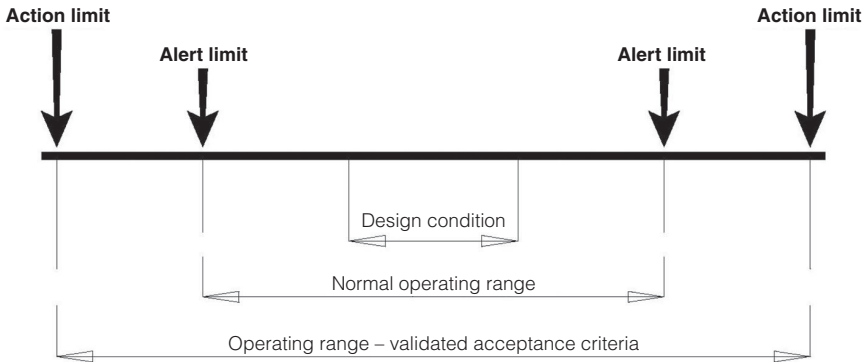 Action limit
Action limit
Alert limit
Alert limit
Design condition
Normal operating range
Operating range – validated acceptance criteria